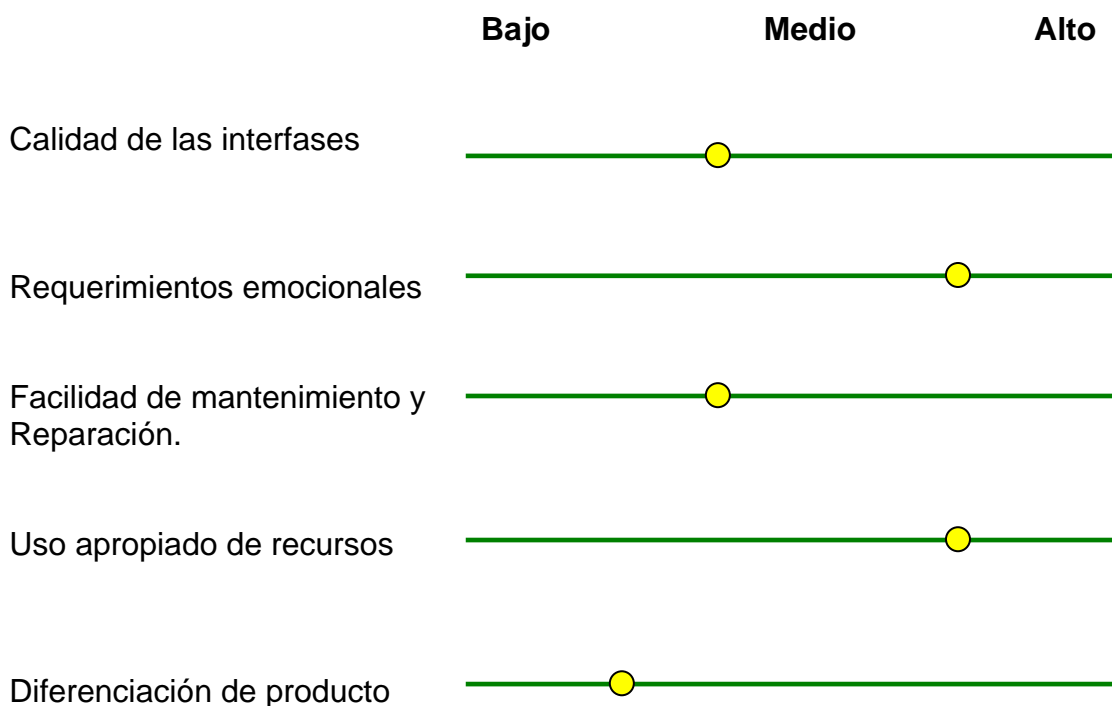 Bajo Medio Alto
Calidad de las interfases
Requerimientos emocionales
Facilidad de mantenimiento y
Reparación.
Uso apropiado de recursos
Diferenciación de producto